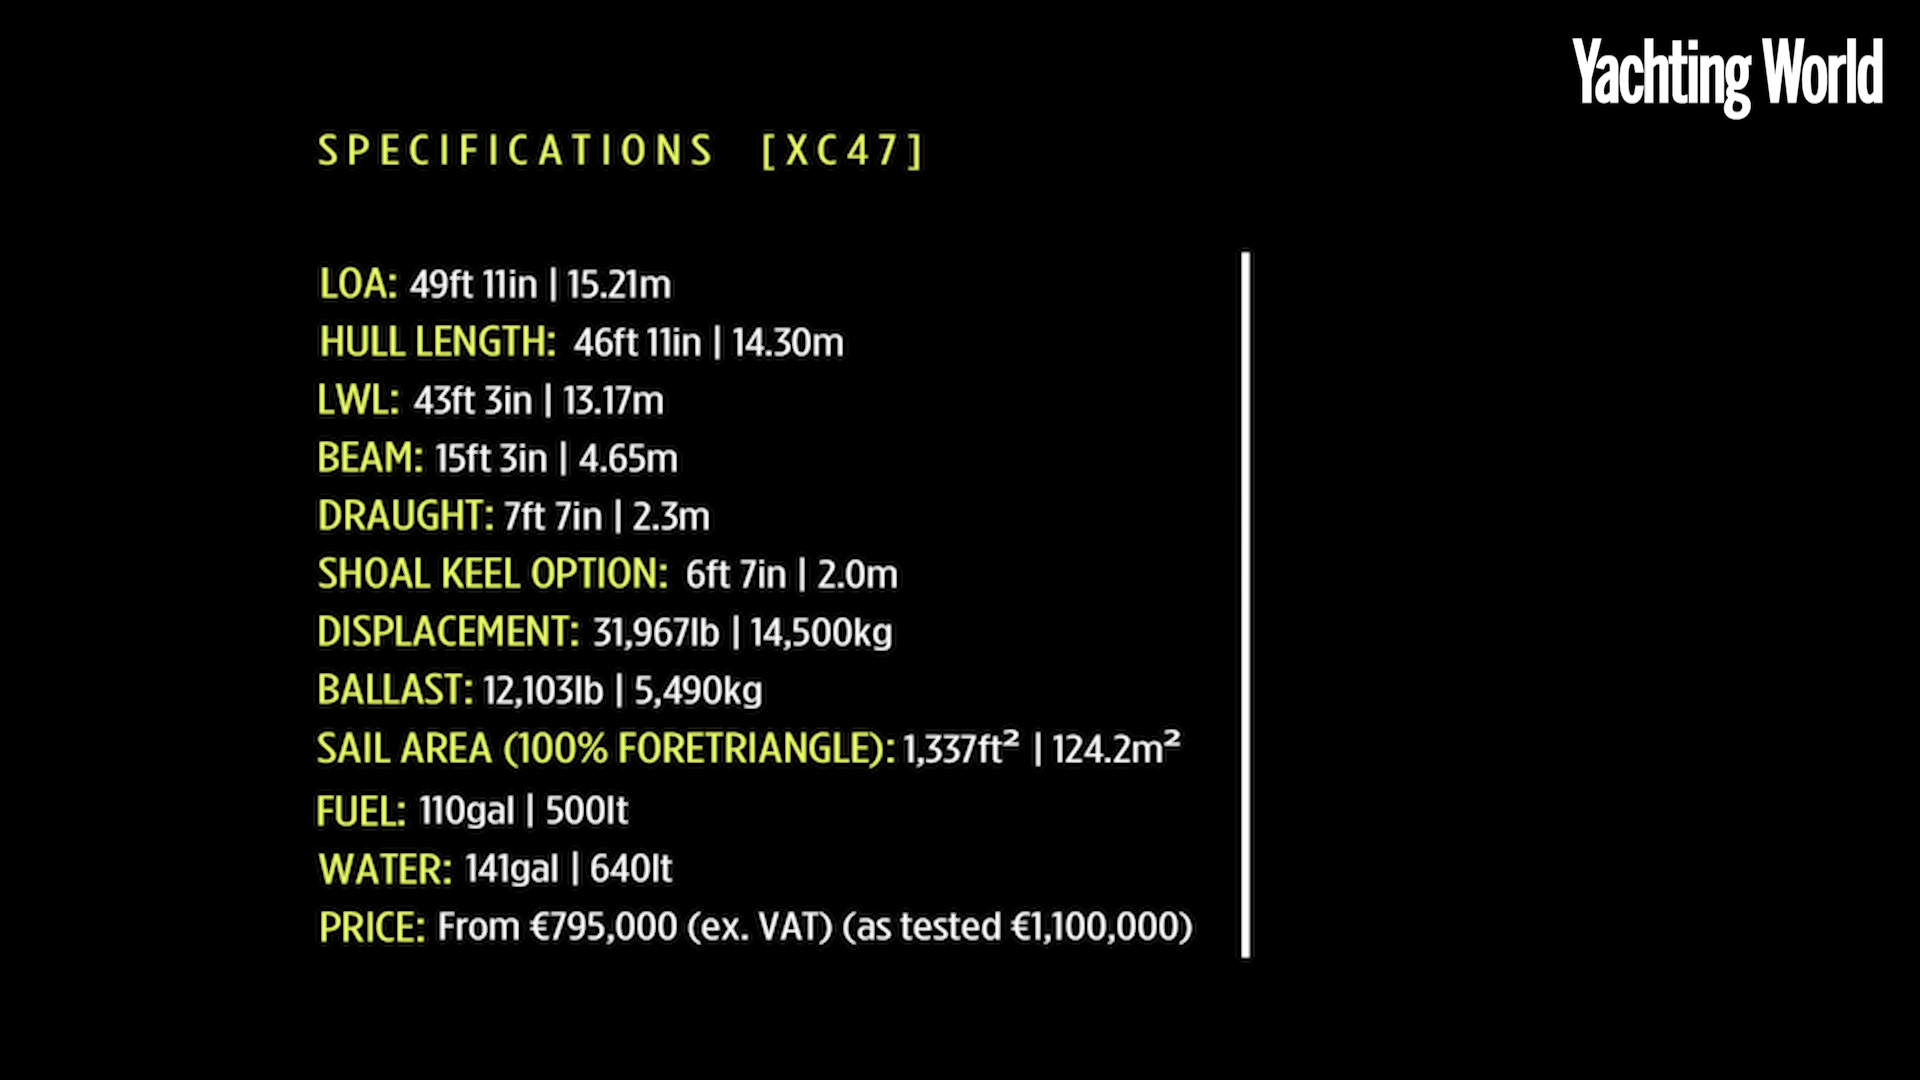 Yachting World
SPECIFICATIONS [XC47]
LOA: 49ft 11in | 15.21m
HULL LENGTH: 46ft 11in | 14.30m
LWL: 43ft 3in | 13.17m
BEAM: 15ft 3in | 4.65m
DRAUGHT: 7ft 7in | 2.3m
SHOAL KEEL OPTION: 6ft 7in | 2.0m
DISPLACEMENT: 31,967lb | 14,500kg
BALLAST: 12,103lb | 5,490kg
SAIL AREA (100% FORETRIANGLE): 1,337ft² | 124.2m²
FUEL: 110gal | 500lt
WATER: 141gal | 640lt
PRICE: From €795,000 (ex. VAT) (as tested €1,100,000)